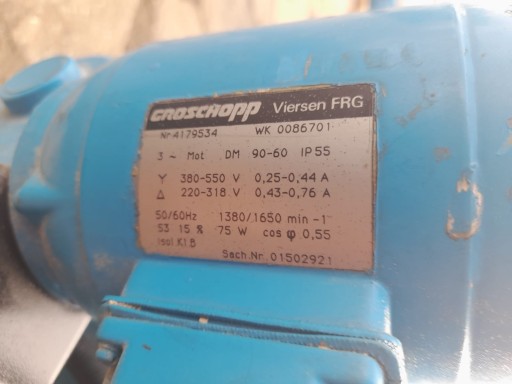 GROSCHOPP Viersen FRG
Nr. 4179534 WK 0086701
3 ~ Mot DM 90-60 IP55
Y 380-550 V 0,25-0,44 A
Δ 220-318 V 0,43-0,76 A
50/60Hz 1380/1650 min -1
S3 15 % 75 W cos φ 0,55
Isol.Kl.B
Sach.Nr. 01502921